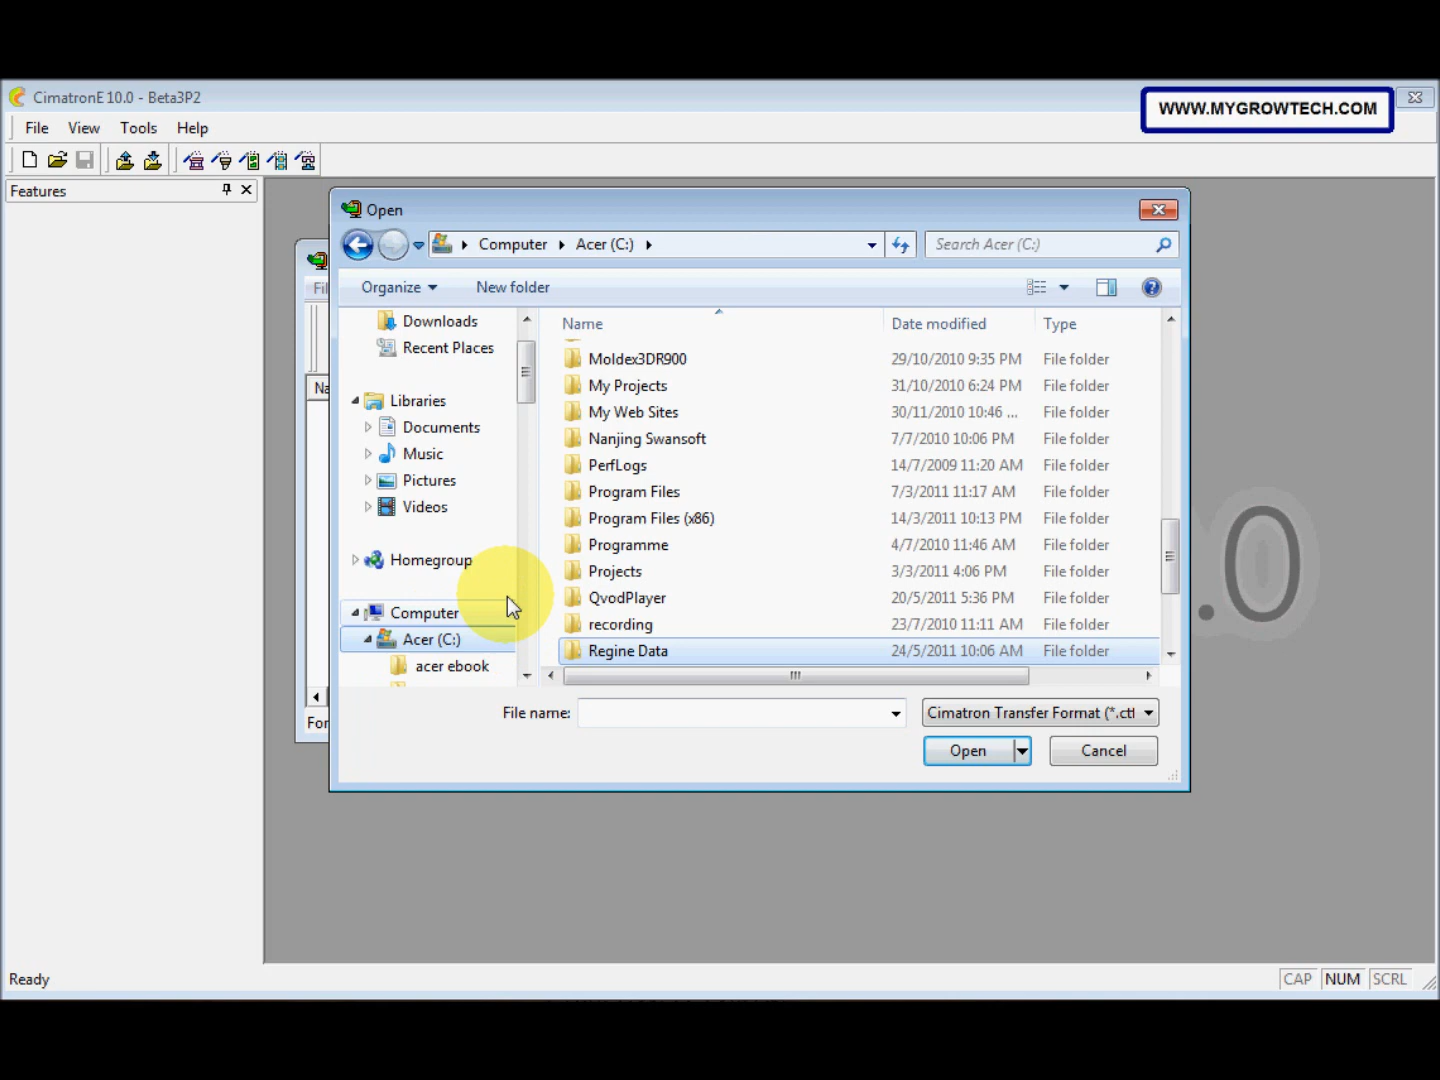 CimatronE 10.0 - Beta3P2
WWW.MYGROWTECH.COM
File View Tools Help
Features
Open
Computer Acer (C:)
Search Acer (C:)
Organize New folder
Downloads
Recent Places
Libraries
Documents
Music
Pictures
Videos
Homegroup
Computer
Acer (C:)
acer ebook
Name Date modified Type
Moldex3DR900 29/10/2010 9:35 PM File folder
My Projects 31/10/2010 6:24 PM File folder
My Web Sites 30/11/2010 10:46 ... File folder
Nanjing Swansoft 7/7/2010 10:06 PM File folder
PerfLogs 14/7/2009 11:20 AM File folder
Program Files 7/3/2011 11:17 AM File folder
Program Files (x86) 14/3/2011 10:13 PM File folder
Programme 4/7/2010 11:46 AM File folder
Projects 3/3/2011 4:06 PM File folder
QvodPlayer 20/5/2011 5:36 PM File folder
recording 23/7/2010 11:11 AM File folder
Regine Data 24/5/2011 10:06 AM File folder
File name:
Cimatron Transfer Format (*.ctf
Open Cancel
Fil
Na
For
.0
Ready
CAP NUM SCRL